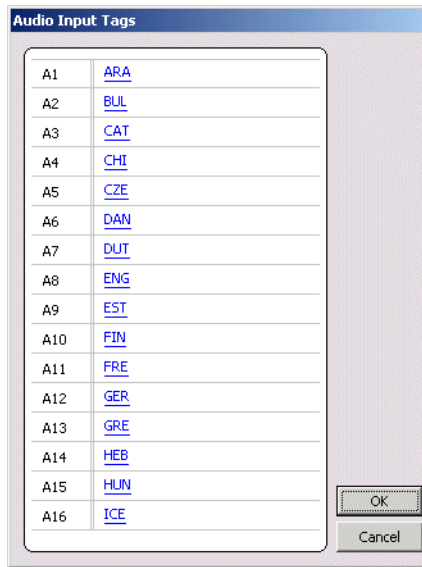 Audio Input Tags
A1 ARA
A2 BUL
A3 CAT
A4 CHI
A5 CZE
A6 DAN
A7 DUT
A8 ENG
A9 EST
A10 FIN
A11 FRE
A12 GER
A13 GRE
A14 HEB
A15 HUN
A16 ICE
OK
Cancel